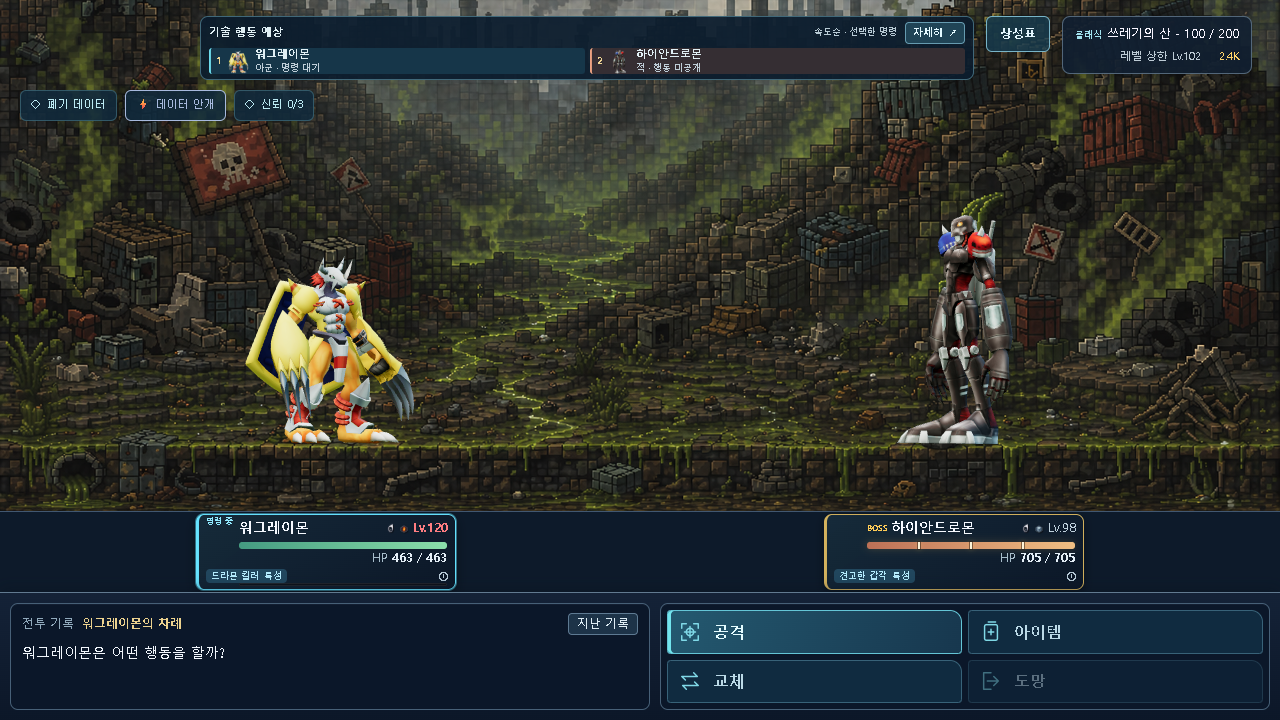 기술 행동 예상
속도순 · 선택한 명령
자세히 ↗
1 워그레이몬
아군 · 명령 대기
2 하이안드로몬
적 · 행동 미공개
상성표
클래식 쓰레기의 산 - 100 / 200
레벨 상한 Lv.102 24K
◇ 폐기 데이터
데이터 안개
◇ 신뢰 0/3
명령 중 워그레이몬 Lv.120
HP 463 / 463
드라몬 킬러 특성
BOSS 하이안드로몬 Lv.98
HP 705 / 705
견고한 갑각 특성
전투 기록 워그레이몬의 차례
지난 기록
워그레이몬은 어떤 행동을 할까?
공격
아이템
교체
도망